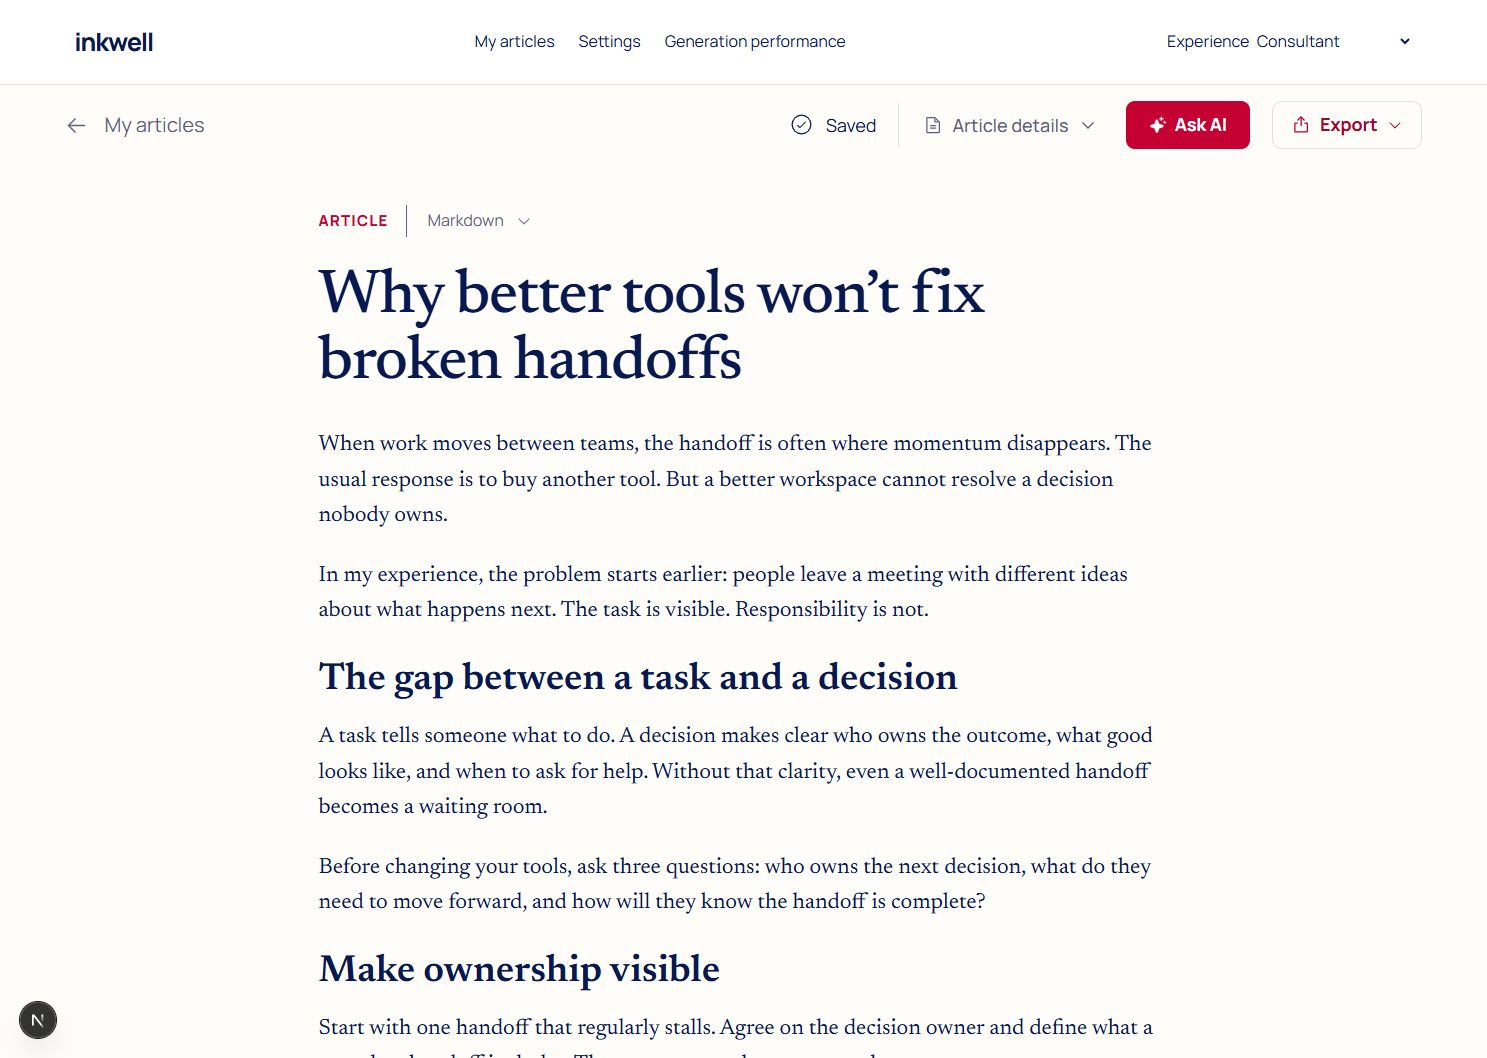 inkwell
My articles Settings Generation performance
Experience Consultant
My articles
Saved
Article details
Ask AI
Export
ARTICLE
Markdown
Why better tools won’t fix
broken handoffs
When work moves between teams, the handoff is often where momentum disappears. The
usual response is to buy another tool. But a better workspace cannot resolve a decision
nobody owns.
In my experience, the problem starts earlier: people leave a meeting with different ideas
about what happens next. The task is visible. Responsibility is not.
The gap between a task and a decision
A task tells someone what to do. A decision makes clear who owns the outcome, what good
looks like, and when to ask for help. Without that clarity, even a well-documented handoff
becomes a waiting room.
Before changing your tools, ask three questions: who owns the next decision, what do they
need to move forward, and how will they know the handoff is complete?
Make ownership visible
Start with one handoff that regularly stalls. Agree on the decision owner and define what a
N